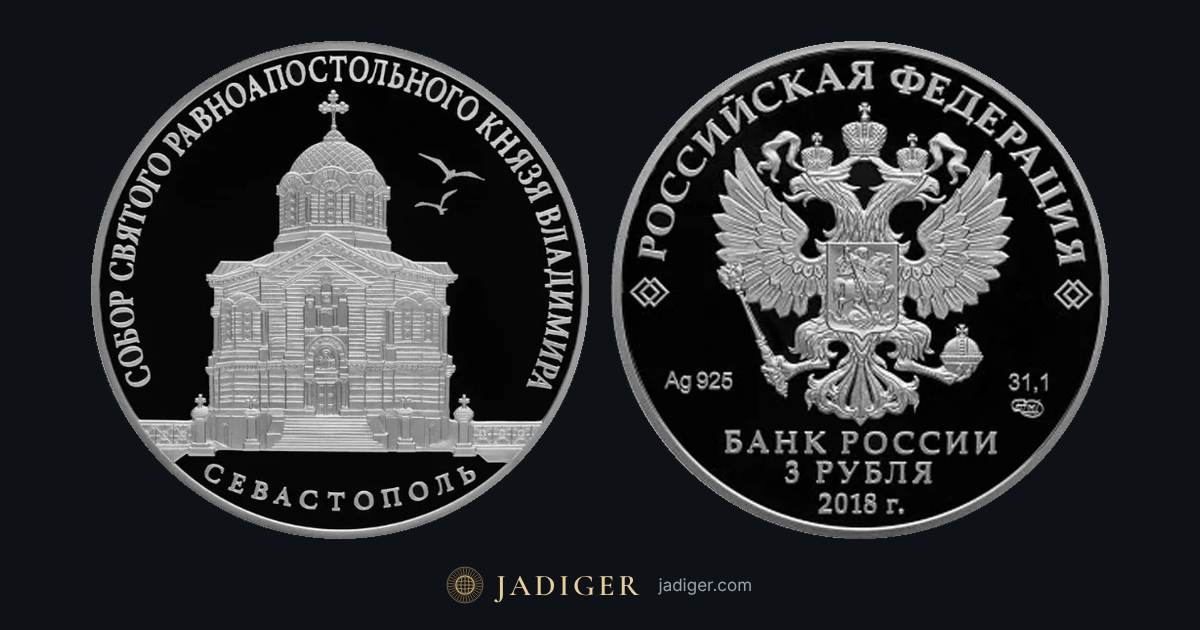 СОБОР СВЯТОГО РАВНОАПОСТОЛЬНОГО КНЯЗЯ ВЛАДИМИРА
СЕВАСТОПОЛЬ
РОССИЙСКАЯ ФЕДЕРАЦИЯ
Ag 925
31,1
БАНК РОССИИ
3 РУБЛЯ
2018 г.
JADIGER
jadiger.com